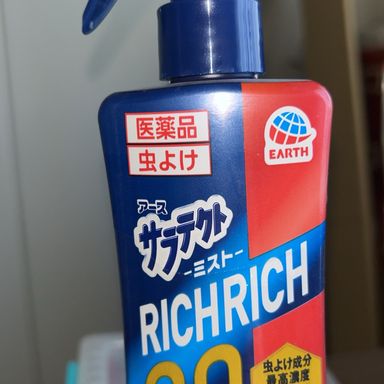 医薬品
虫よけ
EARTH
アース
サラテクト
-ミスト-
RICHRICH
虫よけ成分
最高濃度